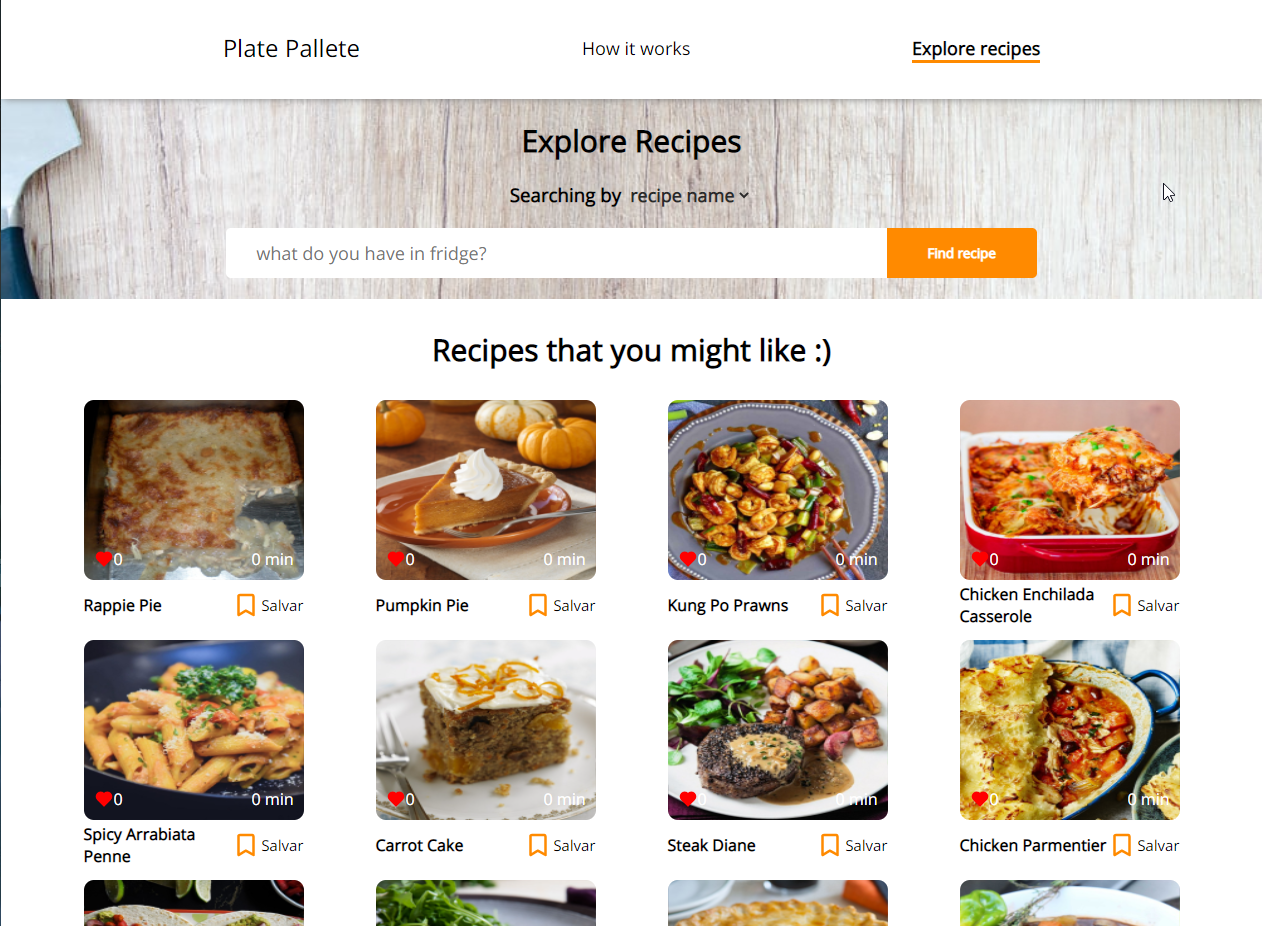 Plate Pallete
How it works
Explore recipes
Explore Recipes
Searching by recipe name
what do you have in fridge?
Find recipe
Recipes that you might like :)
0 0 min
0 0 min
0 0 min
0 0 min
Rappie Pie
Salvar
Pumpkin Pie
Salvar
Kung Po Prawns
Salvar
Chicken Enchilada
Casserole
Salvar
0 0 min
0 0 min
0 0 min
0 0 min
Spicy Arrabiata
Penne
Salvar
Carrot Cake
Salvar
Steak Diane
Salvar
Chicken Parmentier
Salvar